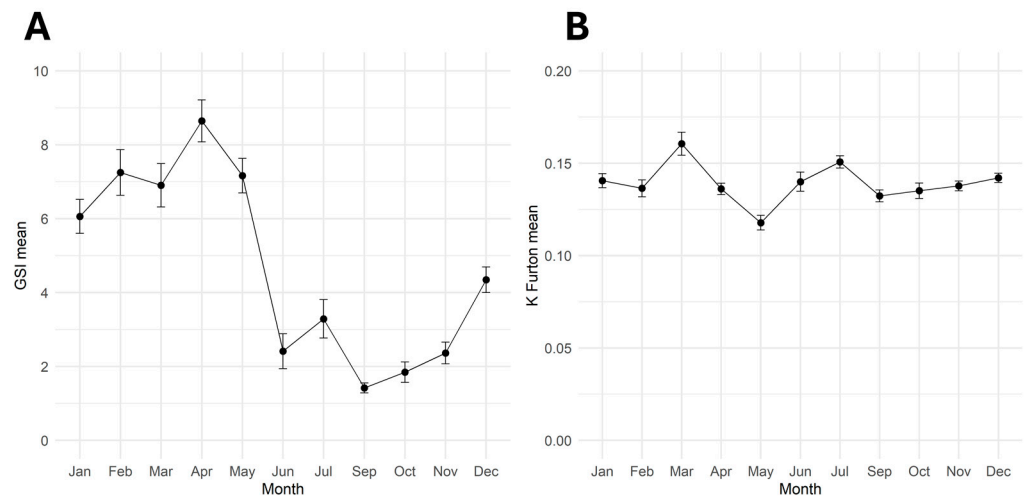 A
10
8
6
4
2
0
GSI mean
Jan Feb Mar Apr May Jun Jul Sep Oct Nov Dec
Month
B
0.20
0.15
0.10
0.05
0.00
K Furton mean
Jan Feb Mar Apr May Jun Jul Sep Oct Nov Dec
Month